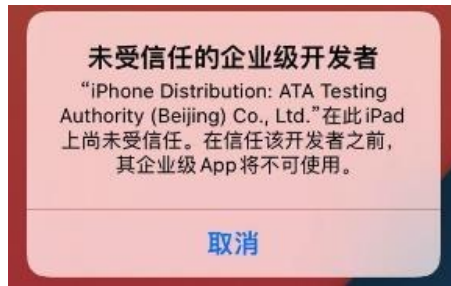 未受信任的企业级开发者
“iPhone Distribution: ATA Testing
Authority (Beijing) Co., Ltd.”在此 iPad
上尚未受信任。在信任该开发者之前，
其企业级 App 将不可使用。
取消